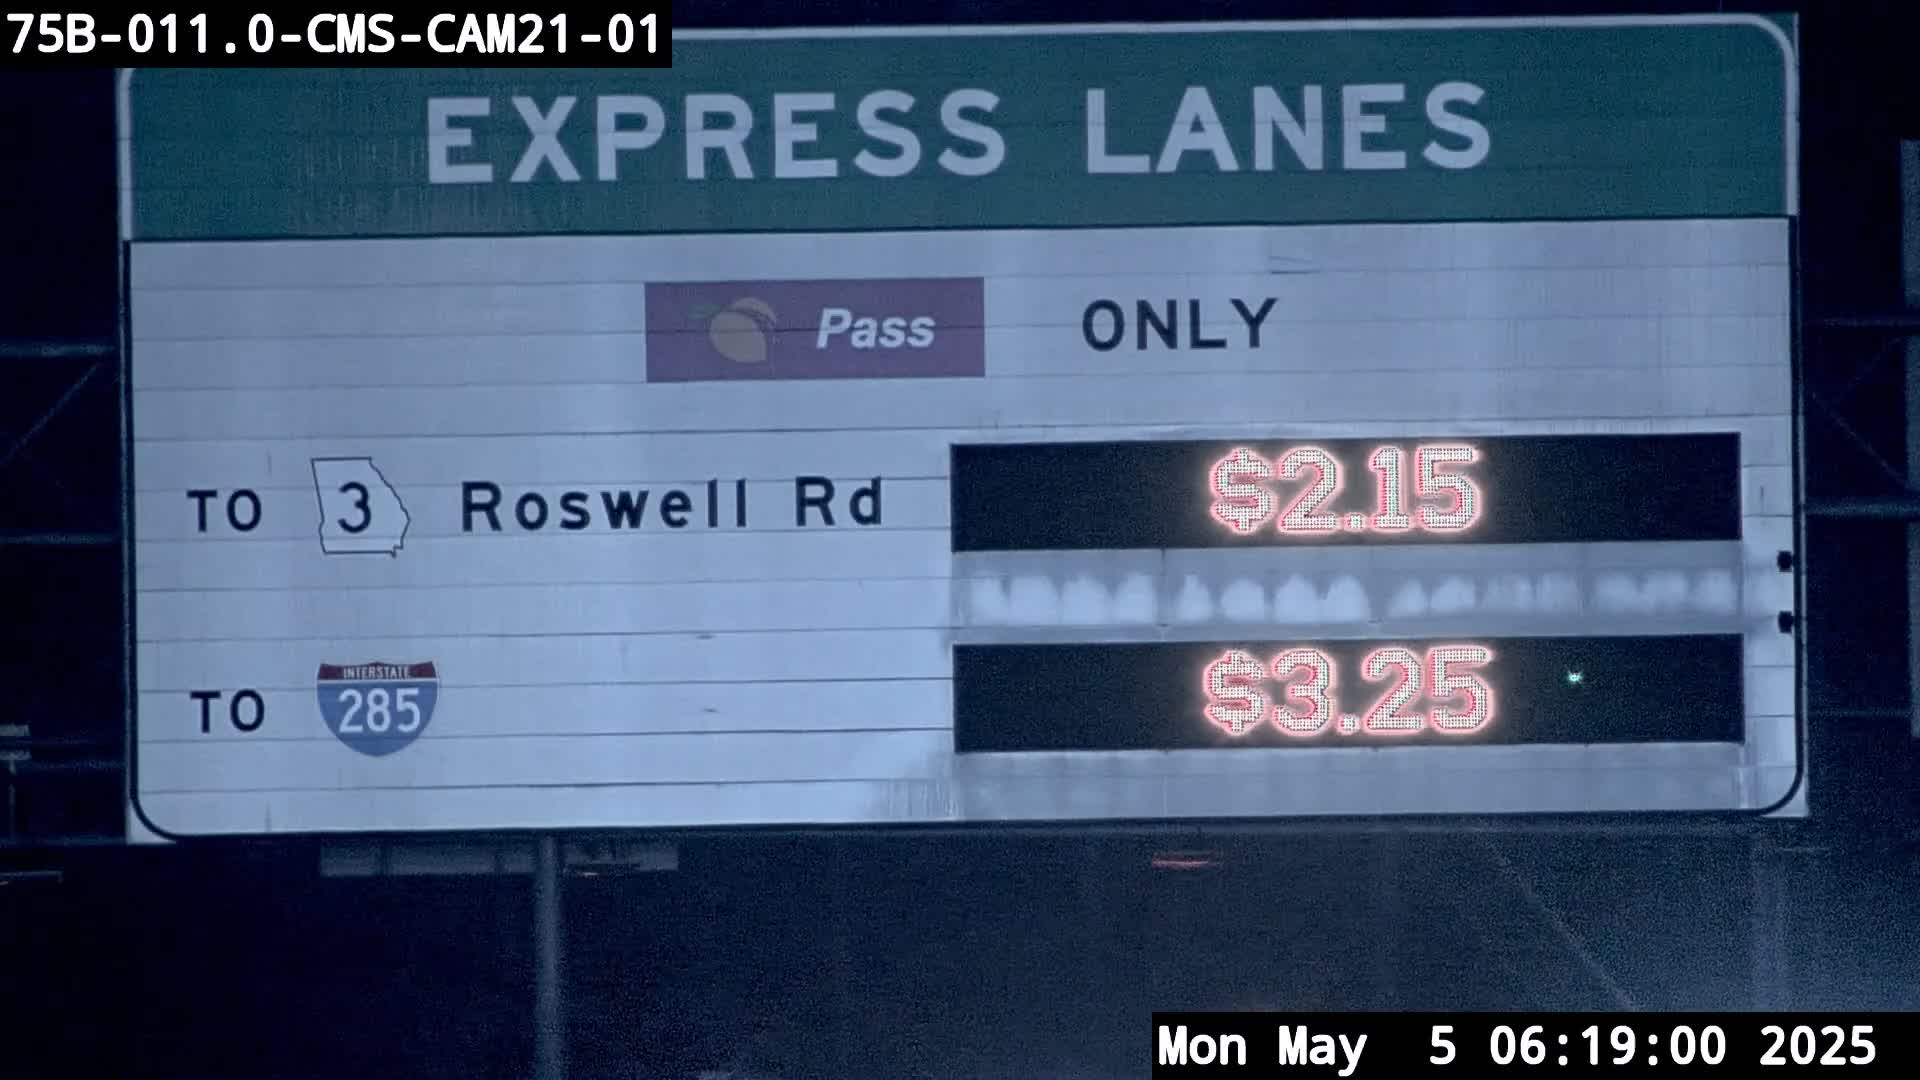 75B-011.0-CMS-CAM21-01
EXPRESS LANES
Pass ONLY
TO 3 Roswell Rd $2.15
TO INTERSTATE 285 $3.25
Mon May 5 06:19:00 2025